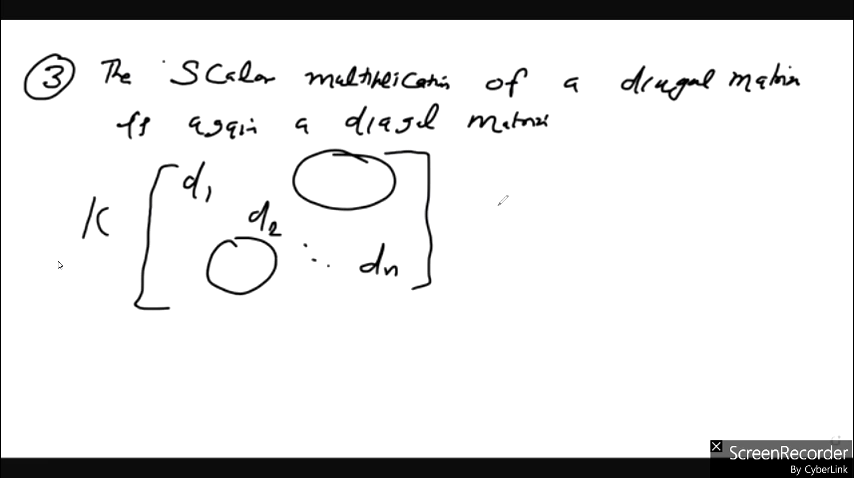 ③ The Scalar multiplication of a diagonal matrix
is again a diagonal matrix
K [ d₁
d₂
⋱ dₙ ]
ScreenRecorder
By CyberLink